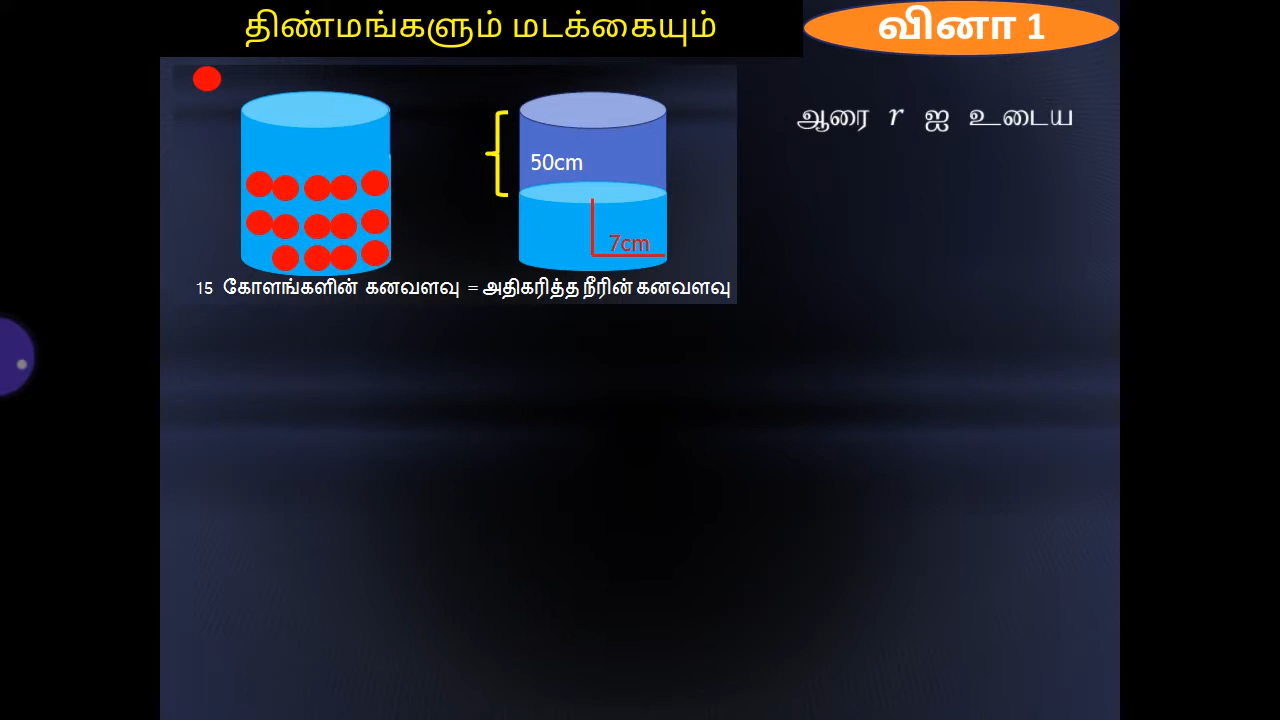 திண்மங்களும் மடக்கையும்
வினா 1
ஆரை r ஐ உடைய
50cm
7cm
15 கோளங்களின் கனவளவு = அதிகரித்த நீரின் கனவளவு